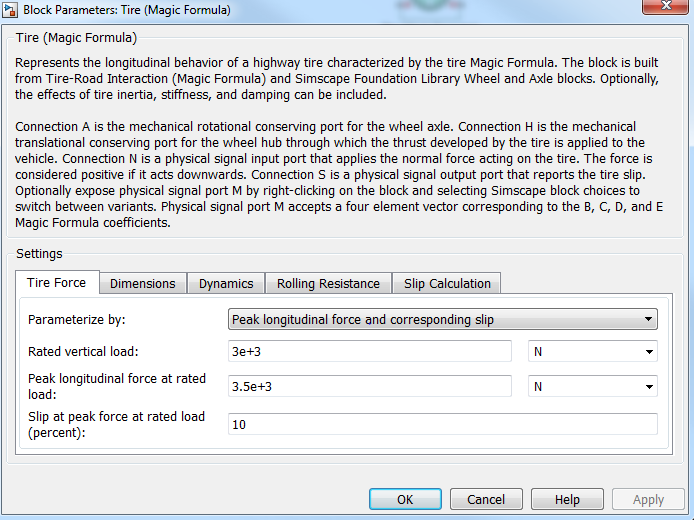 Block Parameters: Tire (Magic Formula)
Tire (Magic Formula)
Represents the longitudinal behavior of a highway tire characterized by the tire Magic Formula. The block is built
from Tire-Road Interaction (Magic Formula) and Simscape Foundation Library Wheel and Axle blocks. Optionally,
the effects of tire inertia, stiffness, and damping can be included.
Connection A is the mechanical rotational conserving port for the wheel axle. Connection H is the mechanical
translational conserving port for the wheel hub through which the thrust developed by the tire is applied to the
vehicle. Connection N is a physical signal input port that applies the normal force acting on the tire. The force is
considered positive if it acts downwards. Connection S is a physical signal output port that reports the tire slip.
Optionally expose physical signal port M by right-clicking on the block and selecting Simscape block choices to
switch between variants. Physical signal port M accepts a four element vector corresponding to the B, C, D, and E
Magic Formula coefficients.
Settings
Tire Force Dimensions Dynamics Rolling Resistance Slip Calculation
Parameterize by: Peak longitudinal force and corresponding slip
Rated vertical load: 3e+3 N
Peak longitudinal force at rated
load: 3.5e+3 N
Slip at peak force at rated load
(percent): 10
OK Cancel Help Apply